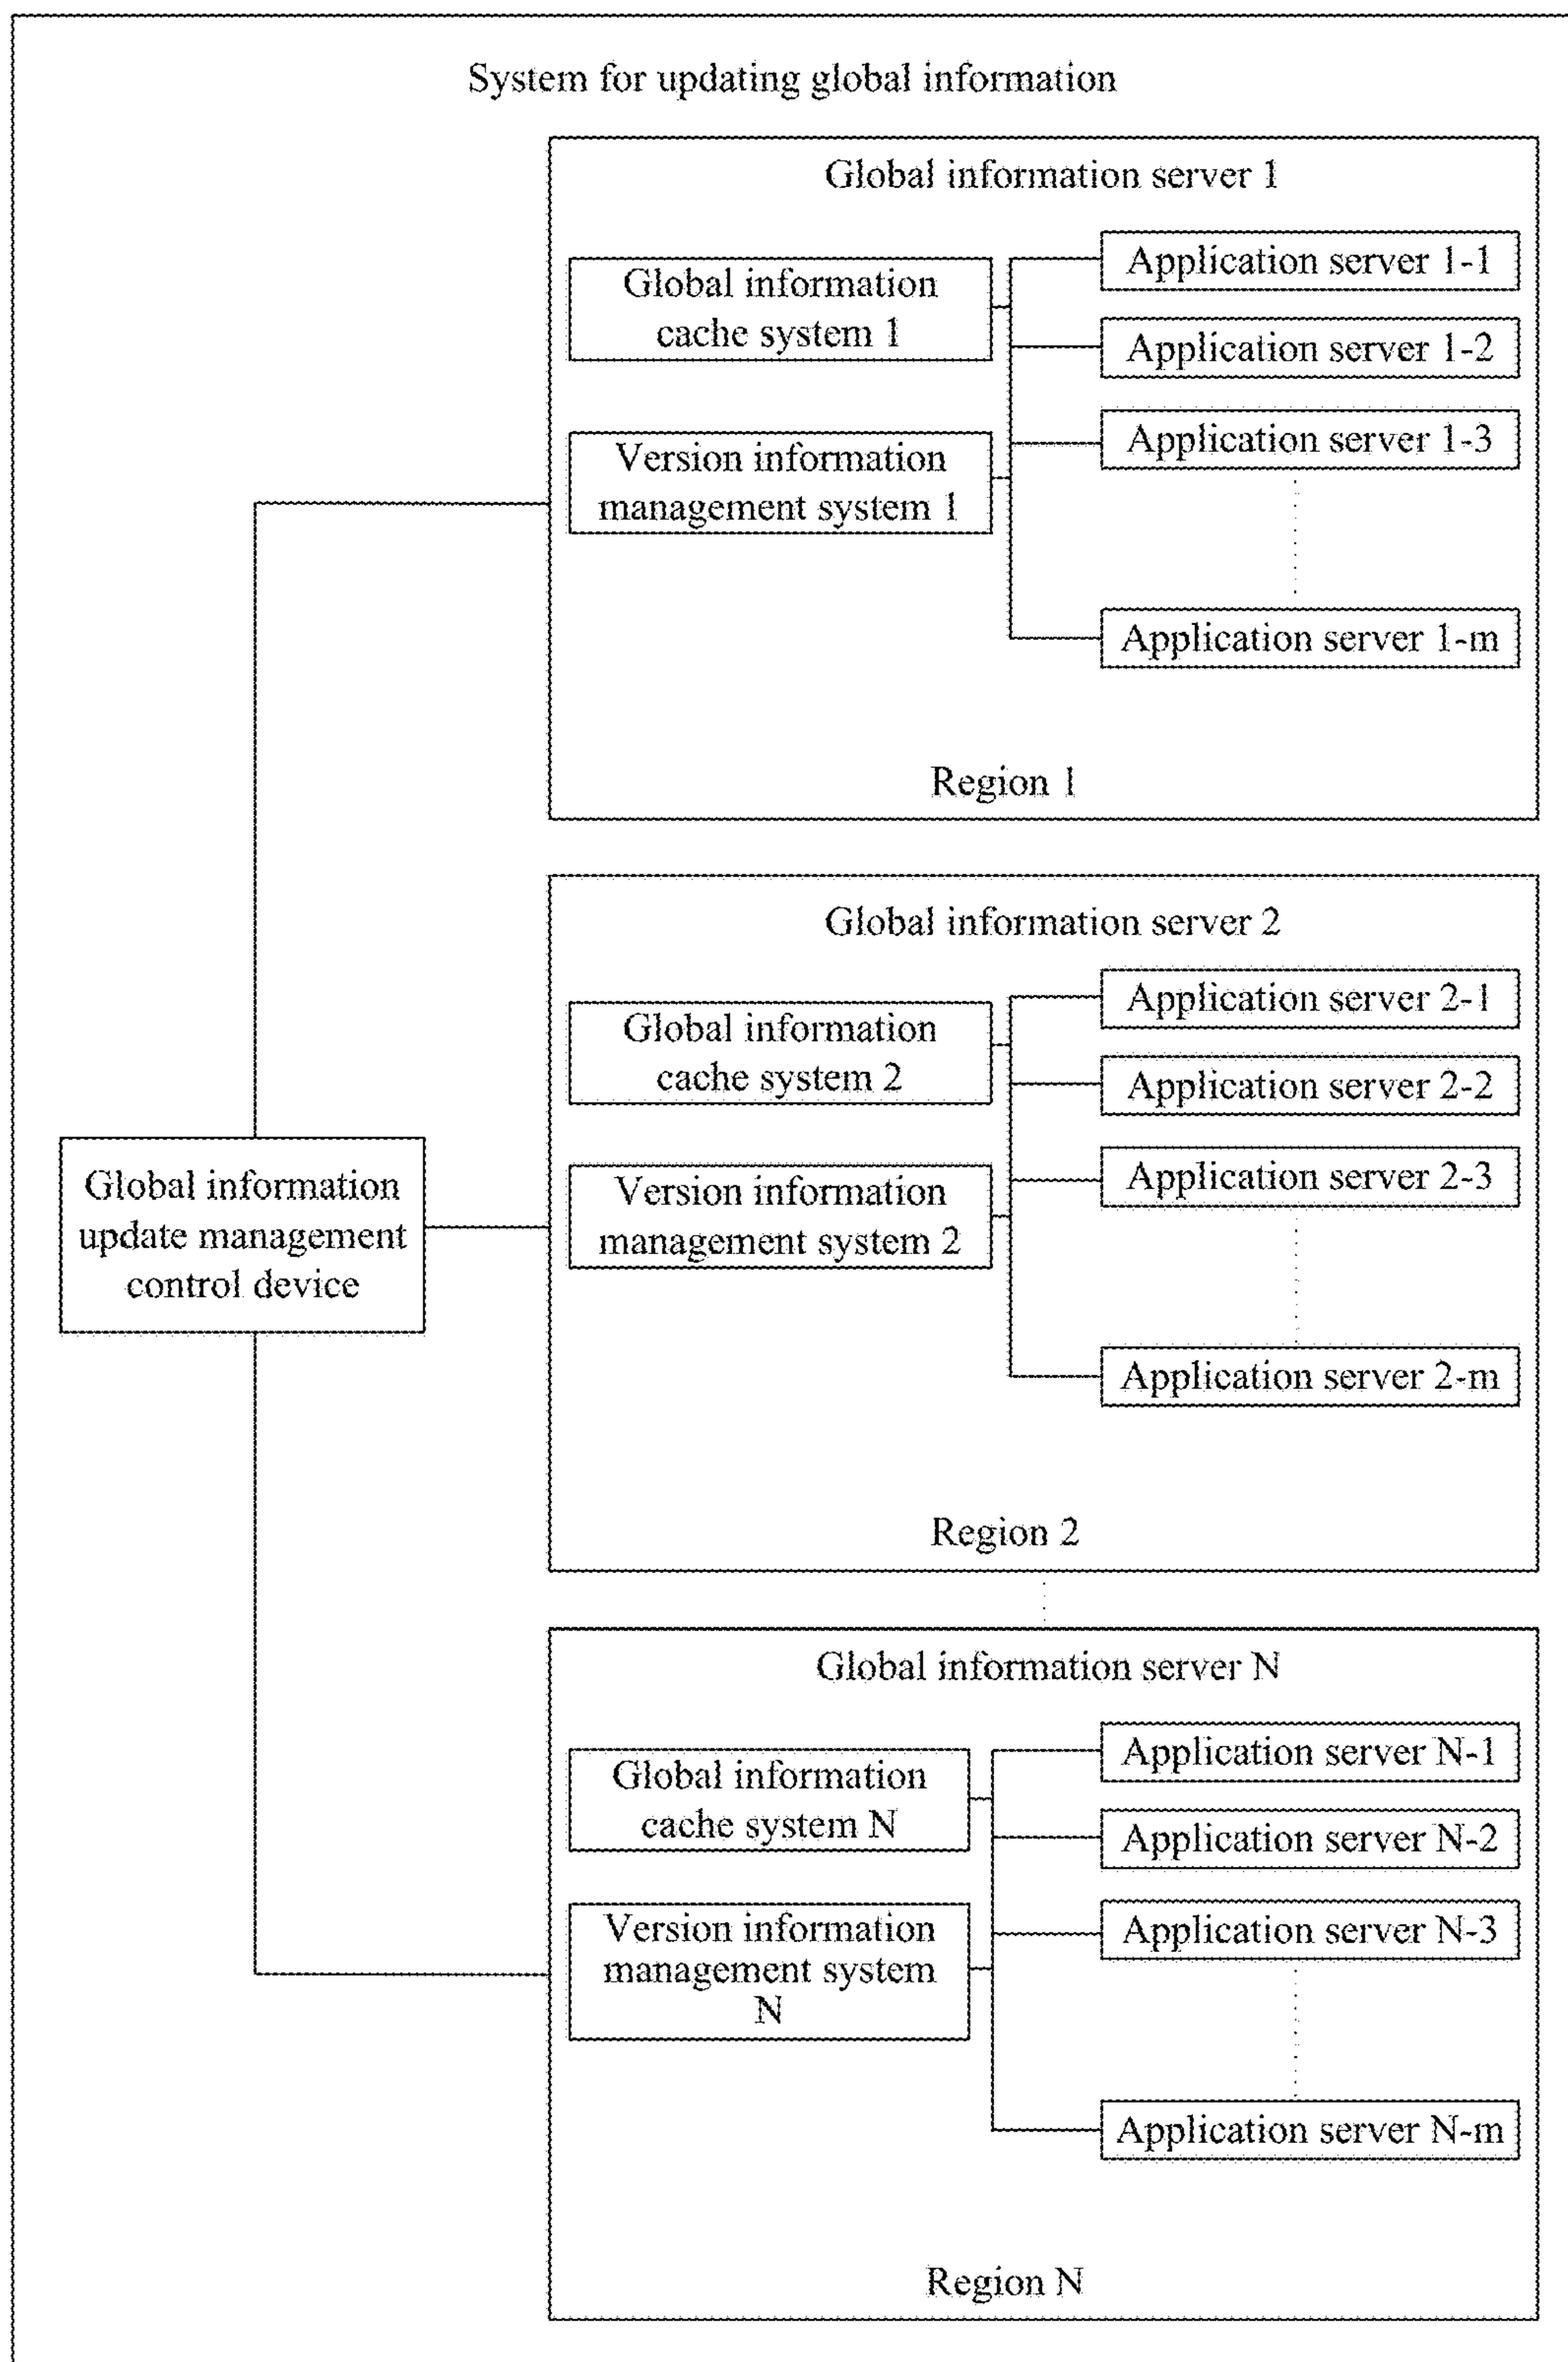 System for updating global information
Global information server 1
Global information
cache system 1
Version information
management system 1
Application server 1-1
Application server 1-2
Application server 1-3
Application server 1-m
Region 1
Global information
update management
control device
Global information server 2
Global information
cache system 2
Version information
management system 2
Application server 2-1
Application server 2-2
Application server 2-3
Application server 2-m
Region 2
Global information server N
Global information
cache system N
Version information
management system
N
Application server N-1
Application server N-2
Application server N-3
Application server N-m
Region N